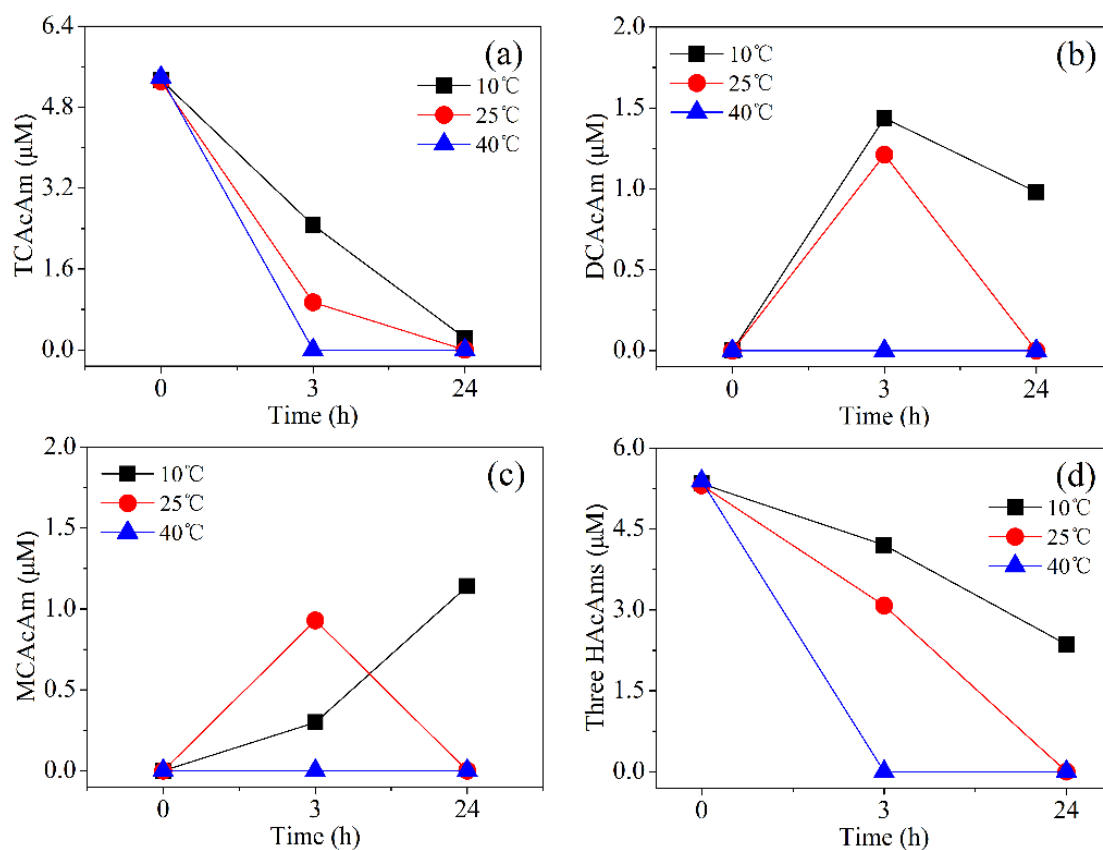 (a)
TCAcAm (μM)
6.4
4.8
3.2
1.6
0.0
10℃
25℃
40℃
0 3 24
Time (h)
(b)
DCAcAm (μM)
2.0
1.5
1.0
0.5
0.0
10℃
25℃
40℃
0 3 24
Time (h)
(c)
MCAcAm (μM)
2.0
1.5
1.0
0.5
0.0
10℃
25℃
40℃
0 3 24
Time (h)
(d)
Three HAcAms (μM)
6.0
4.5
3.0
1.5
0.0
10℃
25℃
40℃
0 3 24
Time (h)